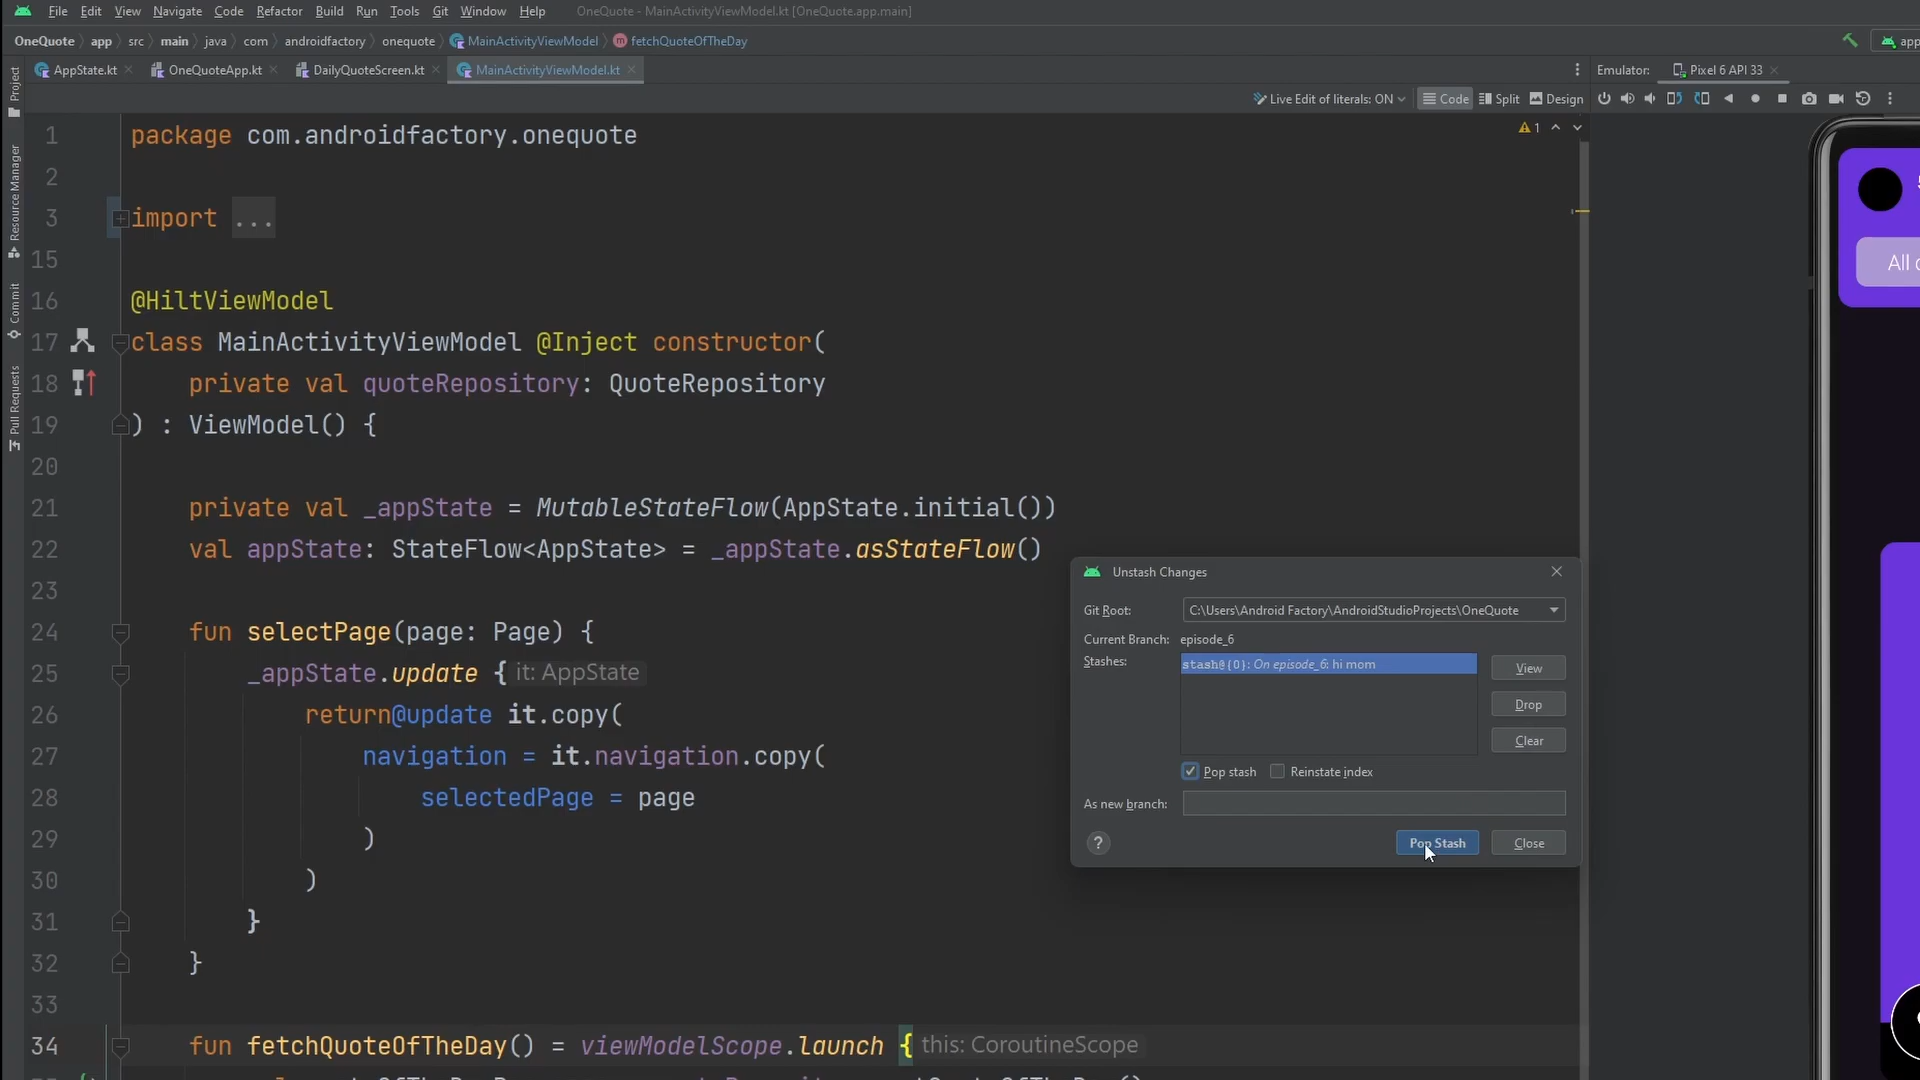 File Edit View Navigate Code Refactor Build Run Tools Git Window Help OneQuote - MainActivityViewModel.kt [OneQuote.app.main]
OneQuote app src main java com androidfactory onequote MainActivityViewModel fetchQuoteOfTheDay
AppState.kt OneQuoteApp.kt DailyQuoteScreen.kt MainActivityViewModel.kt Emulator: Pixel 6 API 33
Live Edit of literals: ON Code Split Design
Project
Resource Manager
Commit
Pull Requests
1 package com.androidfactory.onequote
1
2
3 import ...
15
16 @HiltViewModel
17 class MainActivityViewModel @Inject constructor(
18 private val quoteRepository: QuoteRepository
19 ) : ViewModel() {
20
21 private val _appState = MutableStateFlow(AppState.initial())
22 val appState: StateFlow<AppState> = _appState.asStateFlow()
23
24 fun selectPage(page: Page) {
25 _appState.update { it: AppState
26 return@update it.copy(
27 navigation = it.navigation.copy(
28 selectedPage = page
29 )
30 )
31 }
32 }
33
34 fun fetchQuoteOfTheDay() = viewModelScope.launch { this: CoroutineScope
Unstash Changes
Git Root: C:\Users\Android Factory\AndroidStudioProjects\OneQuote
Current Branch: episode_6
Stashes: stash@{0}: On episode_6: hi mom
View
Drop
Clear
Pop stash Reinstate index
As new branch:
? Pop Stash Close
All